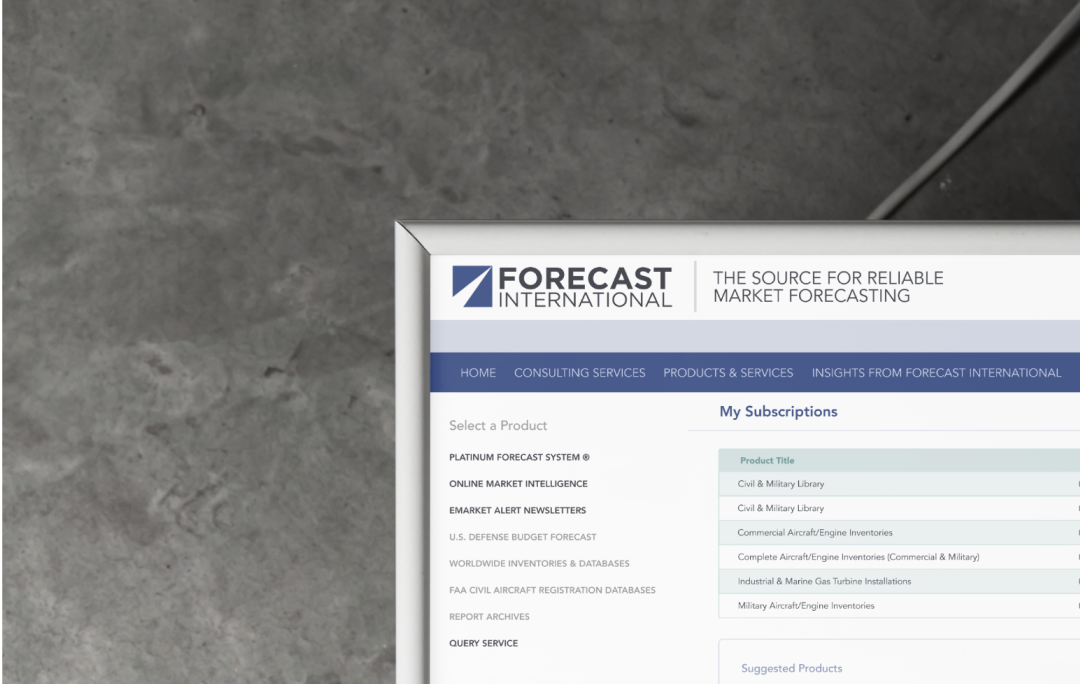 FORECAST
INTERNATIONAL
THE SOURCE FOR RELIABLE
MARKET FORECASTING
HOME CONSULTING SERVICES PRODUCTS & SERVICES INSIGHTS FROM FORECAST INTERNATIONAL
Select a Product
PLATINUM FORECAST SYSTEM ®
ONLINE MARKET INTELLIGENCE
EMARKET ALERT NEWSLETTERS
U.S. DEFENSE BUDGET FORECAST
WORLDWIDE INVENTORIES & DATABASES
FAA CIVIL AIRCRAFT REGISTRATION DATABASES
REPORT ARCHIVES
QUERY SERVICE
My Subscriptions
Product Title
Civil & Military Library
Civil & Military Library
Commercial Aircraft/Engine Inventories
Complete Aircraft/Engine Inventories (Commercial & Military)
Industrial & Marine Gas Turbine Installations
Military Aircraft/Engine Inventories
Suggested Products